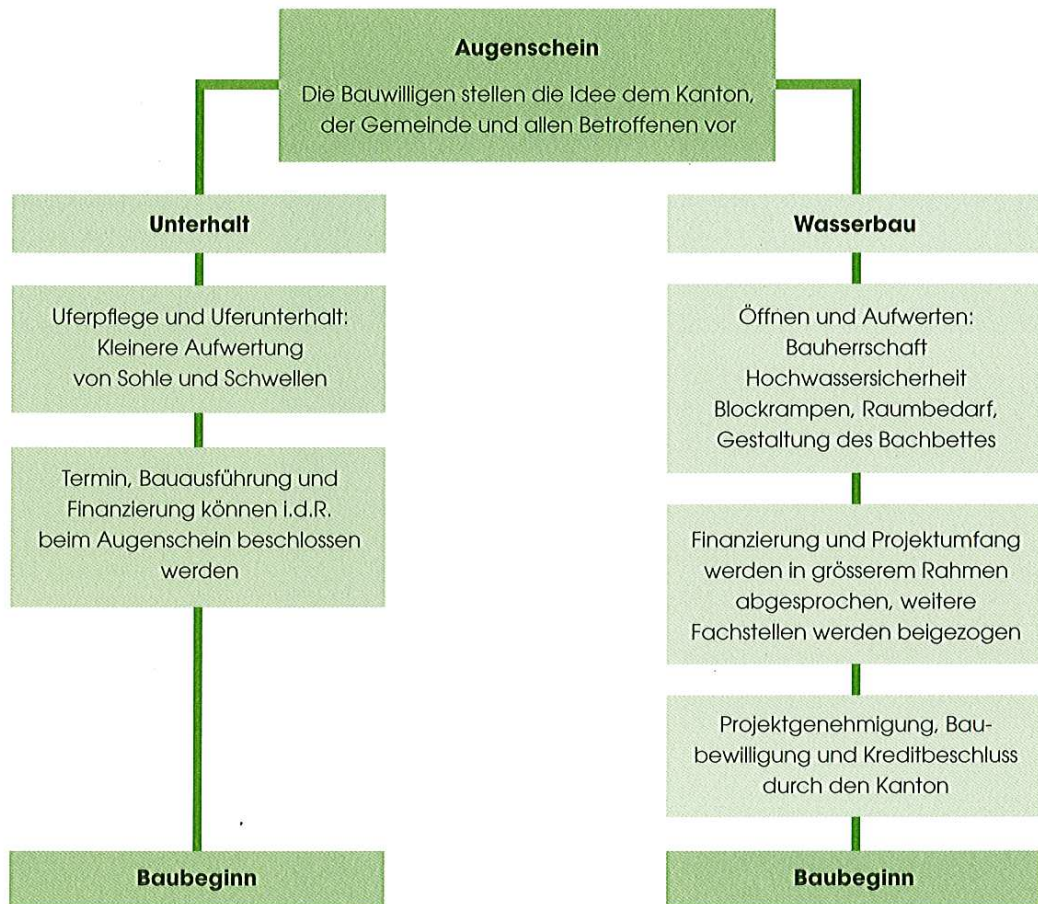 Augenschein
Die Bauwilligen stellen die Idee dem Kanton,
der Gemeinde und allen Betroffenen vor
Unterhalt
Uferpflege und Uferunterhalt:
Kleinere Aufwertung
von Sohle und Schwellen
Termin, Bauausführung und
Finanzierung können i.d.R.
beim Augenschein beschlossen
werden
Baubeginn
Wasserbau
Öffnen und Aufwerten:
Bauherrschaft
Hochwassersicherheit
Blockrampen, Raumbedarf,
Gestaltung des Bachbettes
Finanzierung und Projektumfang
werden in grösserem Rahmen
abgesprochen, weitere
Fachstellen werden beigezogen
Projektgenehmigung, Bau-
bewilligung und Kreditbeschluss
durch den Kanton
Baubeginn